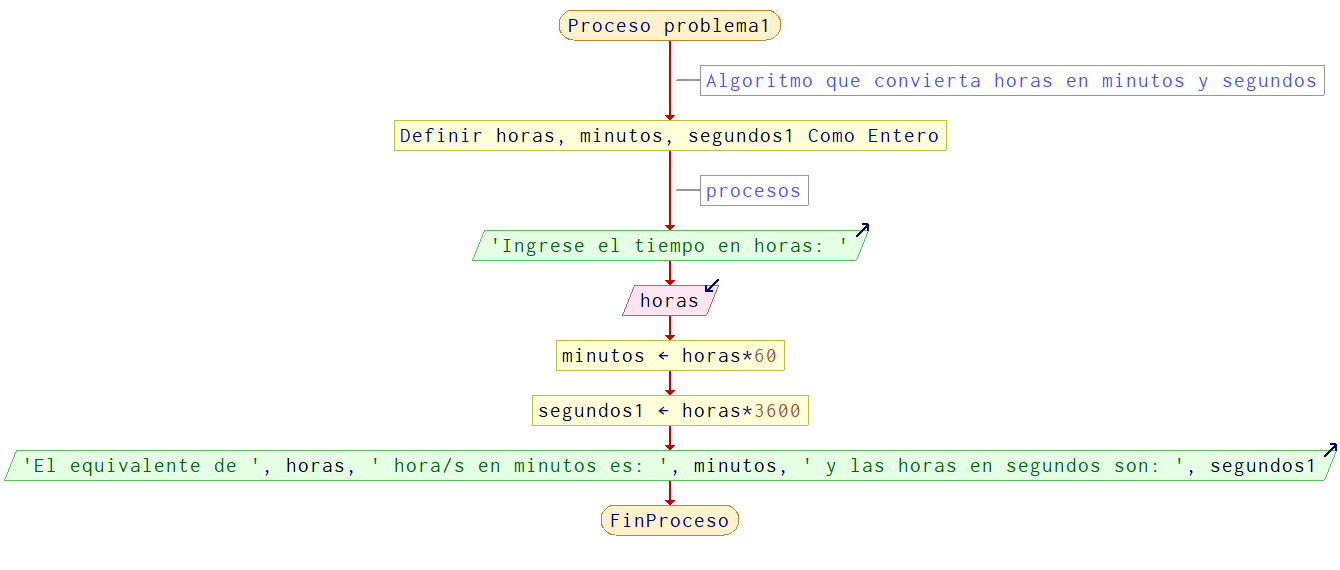 Proceso problema1
Algoritmo que convierta horas en minutos y segundos
Definir horas, minutos, segundos1 Como Entero
procesos
'Ingrese el tiempo en horas: '
horas
minutos ← horas*60
segundos1 ← horas*3600
'El equivalente de ', horas, ' hora/s en minutos es: ', minutos, ' y las horas en segundos son: ', segundos1
FinProceso